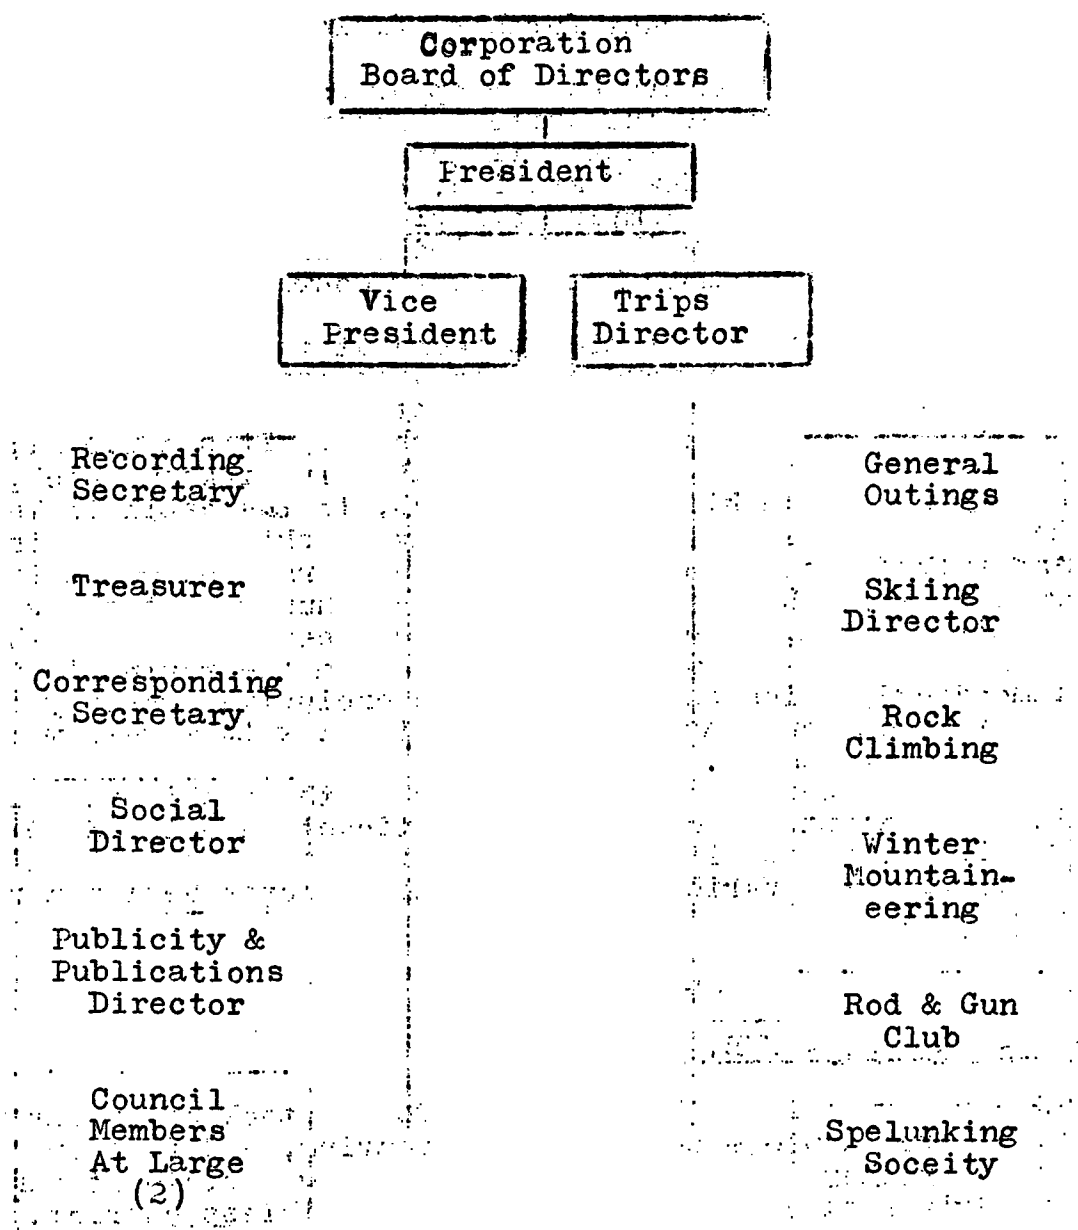 Corporation
Board of Directors
President
Vice
President
Trips
Director
Recording
Secretary
Treasurer
Corresponding
Secretary
Social
Director
Publicity &
Publications
Director
Council
Members
At Large
(2)
General
Outings
Skiing
Director
Rock
Climbing
Winter
Mountain-
eering
Rod & Gun
Club
Spelunking
Soceity